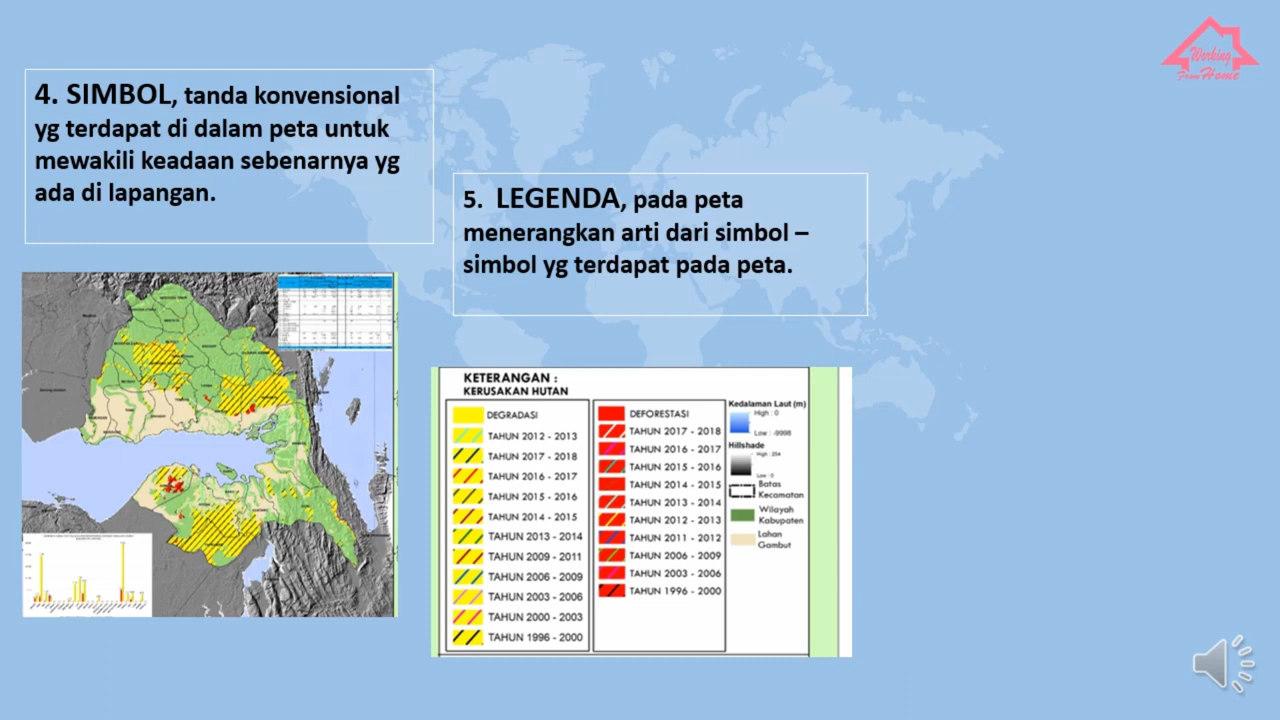 Working
From Home
4. SIMBOL, tanda konvensional
yg terdapat di dalam peta untuk
mewakili keadaan sebenarnya yg
ada di lapangan.
5. LEGENDA, pada peta
menerangkan arti dari simbol –
simbol yg terdapat pada peta.
KETERANGAN :
KERUSAKAN HUTAN
DEGRADASI
TAHUN 2012 - 2013
TAHUN 2017 - 2018
TAHUN 2016 - 2017
TAHUN 2015 - 2016
TAHUN 2014 - 2015
TAHUN 2013 - 2014
TAHUN 2009 - 2011
TAHUN 2006 - 2009
TAHUN 2003 - 2006
TAHUN 2000 - 2003
TAHUN 1996 - 2000
DEFORESTASI
TAHUN 2017 - 2018
TAHUN 2016 - 2017
TAHUN 2015 - 2016
TAHUN 2014 - 2015
TAHUN 2013 - 2014
TAHUN 2012 - 2013
TAHUN 2011 - 2012
TAHUN 2006 - 2009
TAHUN 2003 - 2006
TAHUN 1996 - 2000
Kedalaman Laut (m)
High : 0
Low : -9998
Hillshade
High : 254
Low : 0
Batas
Kecamatan
Wilayah
Kabupaten
Lahan
Gambut